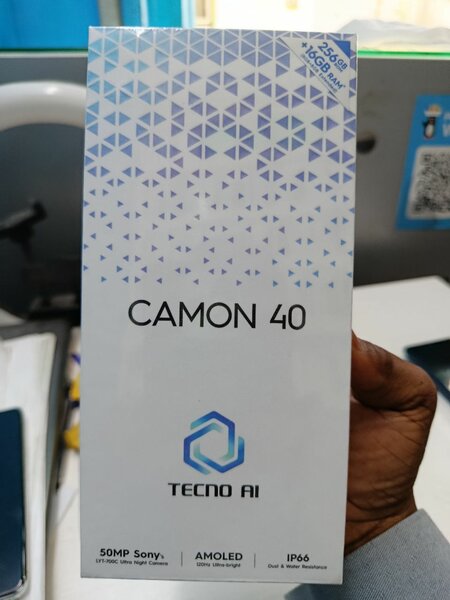 256GB
+16GB RAM*
CAMON 40
TECNO AI
50MP Sony's
LYT-700C Ultra Night Camera
AMOLED
120Hz Ultra-bright
IP66
Dust & Water Resistance